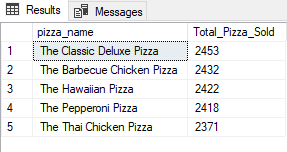 Results Messages
pizza_name Total_Pizza_Sold
1 The Classic Deluxe Pizza 2453
2 The Barbecue Chicken Pizza 2432
3 The Hawaiian Pizza 2422
4 The Pepperoni Pizza 2418
5 The Thai Chicken Pizza 2371